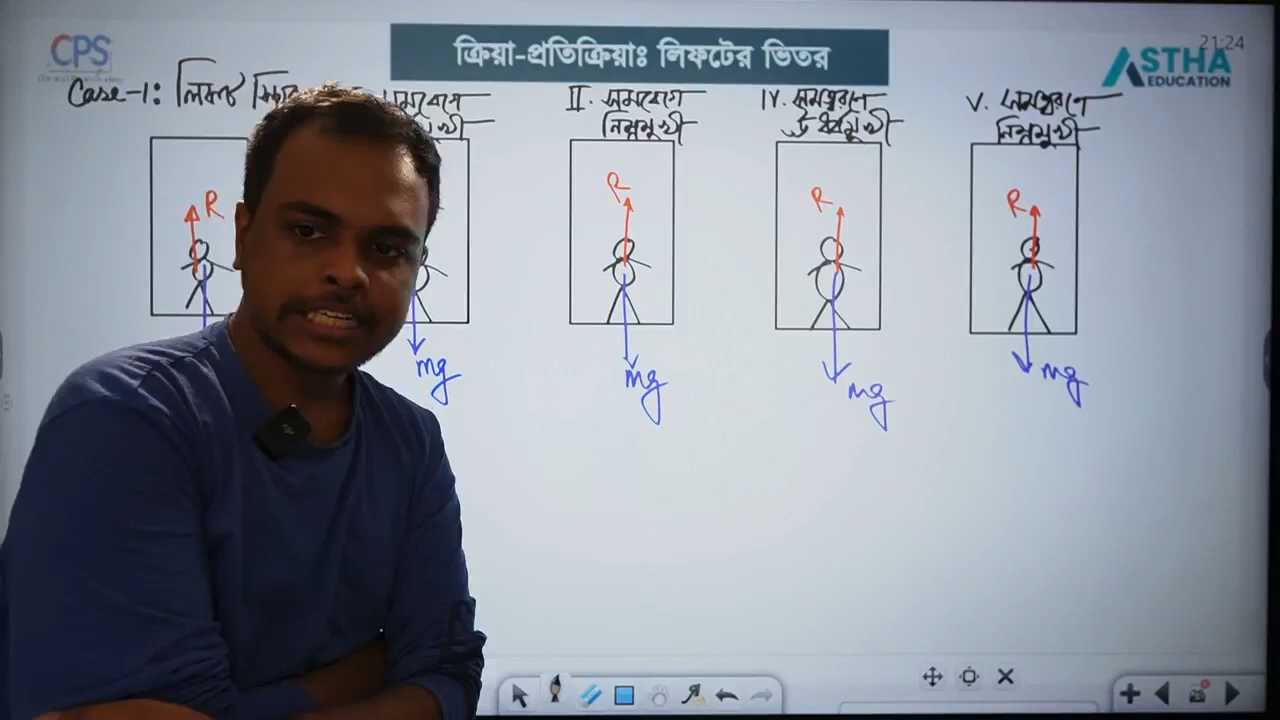 CPS
ক্রিয়া-প্রতিক্রিয়াঃ লিফটের ভিতর
21:24
ASTHA
EDUCATION
Case-1: লিফট স্থির
II. সমবেগে
নিম্নমুখী
IV. সমত্বরণে
ঊর্ধ্বমুখী
V. সমত্বরণে
নিম্নমুখী
R
R
R
R
mg
mg
mg
mg